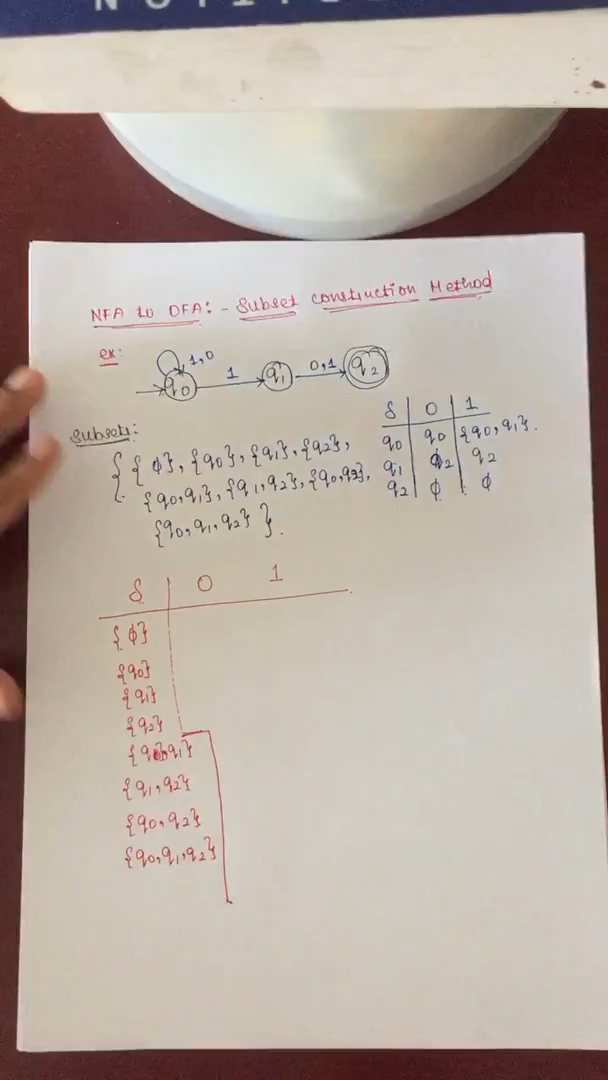 NFA to DFA: - Subset construction Method
ex:
1,0
q0 1 q1 0,1 q2
Subsets:
{ {ϕ}, {q0}, {q1}, {q2},
{q0,q1}, {q1,q2}, {q0,q2},
{q0,q1,q2} }.
δ 0 1
q0 q0 {q0,q1}.
q1 q2 q2
q2 ϕ ϕ
δ 0 1
{ϕ}
{q0}
{q1}
{q2}
{q0,q1}
{q1,q2}
{q0,q2}
{q0,q1,q2}